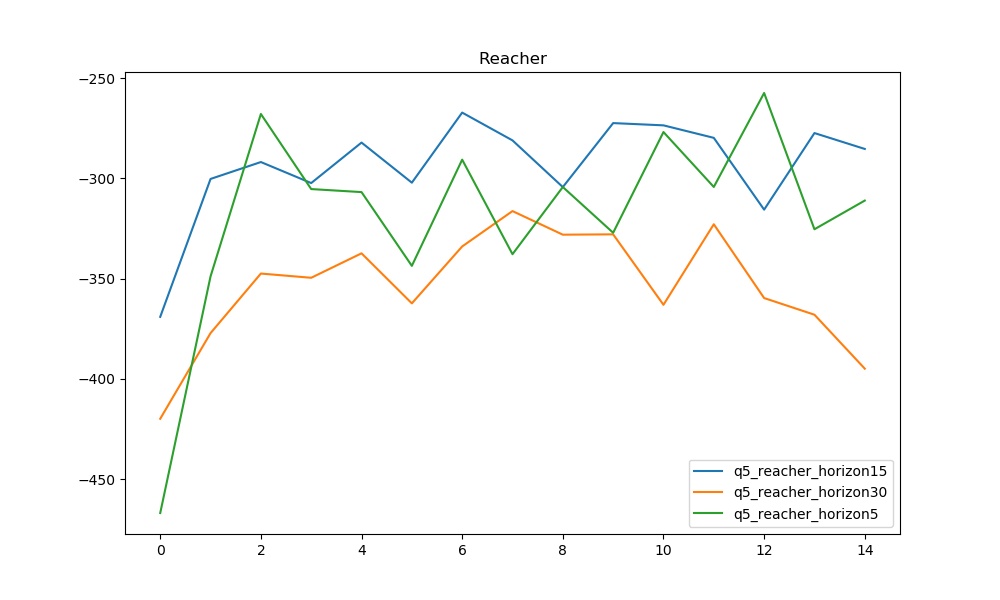 Reacher
−250
−300
−350
−400
−450
0 2 4 6 8 10 12 14
q5_reacher_horizon15
q5_reacher_horizon30
q5_reacher_horizon5